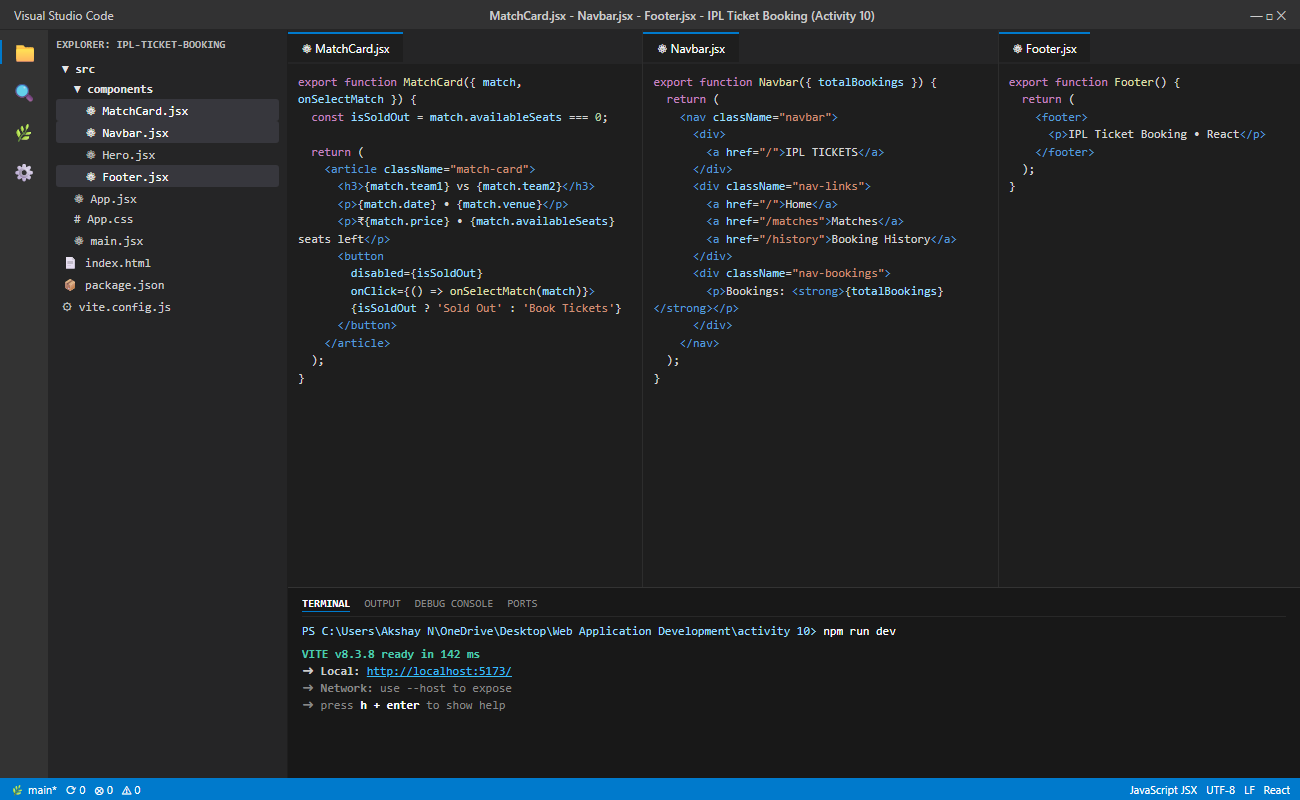 Visual Studio Code
MatchCard.jsx - Navbar.jsx - Footer.jsx - IPL Ticket Booking (Activity 10)
EXPLORER: IPL-TICKET-BOOKING
▼ src
▼ components
MatchCard.jsx
Navbar.jsx
Hero.jsx
Footer.jsx
App.jsx
# App.css
main.jsx
index.html
package.json
vite.config.js
MatchCard.jsx
export function MatchCard({ match,
onSelectMatch }) {
  const isSoldOut = match.availableSeats === 0;
  return (
    <article className="match-card">
      <h3>{match.team1} vs {match.team2}</h3>
      <p>{match.date} • {match.venue}</p>
      <p>₹{match.price} • {match.availableSeats}
seats left</p>
      <button
        disabled={isSoldOut}
        onClick={() => onSelectMatch(match)}>
        {isSoldOut ? 'Sold Out' : 'Book Tickets'}
      </button>
    </article>
  );
}
Navbar.jsx
export function Navbar({ totalBookings }) {
  return (
    <nav className="navbar">
      <div>
        <a href="/">IPL TICKETS</a>
      </div>
      <div className="nav-links">
        <a href="/">Home</a>
        <a href="/matches">Matches</a>
        <a href="/history">Booking History</a>
      </div>
      <div className="nav-bookings">
        <p>Bookings: <strong>{totalBookings}
</strong></p>
      </div>
    </nav>
  );
}
Footer.jsx
export function Footer() {
  return (
    <footer>
      <p>IPL Ticket Booking • React</p>
    </footer>
  );
}
TERMINAL OUTPUT DEBUG CONSOLE PORTS
PS C:\Users\Akshay N\OneDrive\Desktop\Web Application Development\activity 10> npm run dev
VITE v8.3.8 ready in 142 ms
➜ Local: http://localhost:5173/
➜ Network: use --host to expose
➜ press h + enter to show help
main* ⟳ 0 ⊗ 0 ⚠ 0
JavaScript JSX UTF-8 LF React